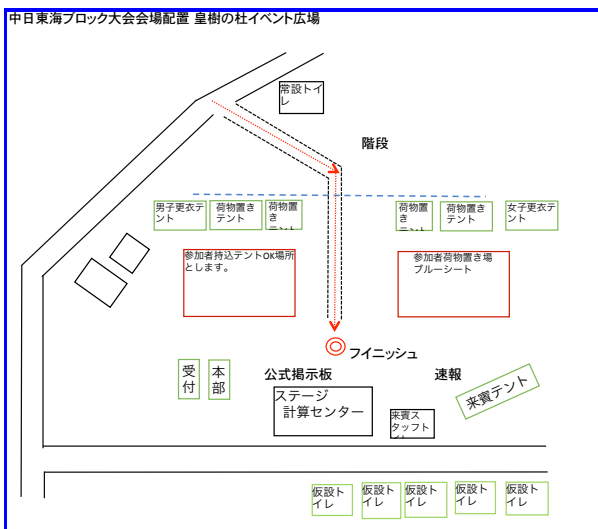 中日東海ブロック大会会場配置 皇樹の杜イベント広場
常設トイ
レ
階段
男子更衣テ
ント
荷物置き
テント
荷物置
き
テント
荷物置
き
テント
荷物置き
テント
女子更衣テ
ント
参加者持込テントOK場所
とします。
参加者荷物置き場
ブルーシート
フイニッシュ
受
付
本
部
公式掲示板
速報
ステージ
計算センター
来賓ス
タッフト
イレ
来賓テント
仮設ト
イレ
仮設ト
イレ
仮設ト
イレ
仮設ト
イレ
仮設ト
イレ